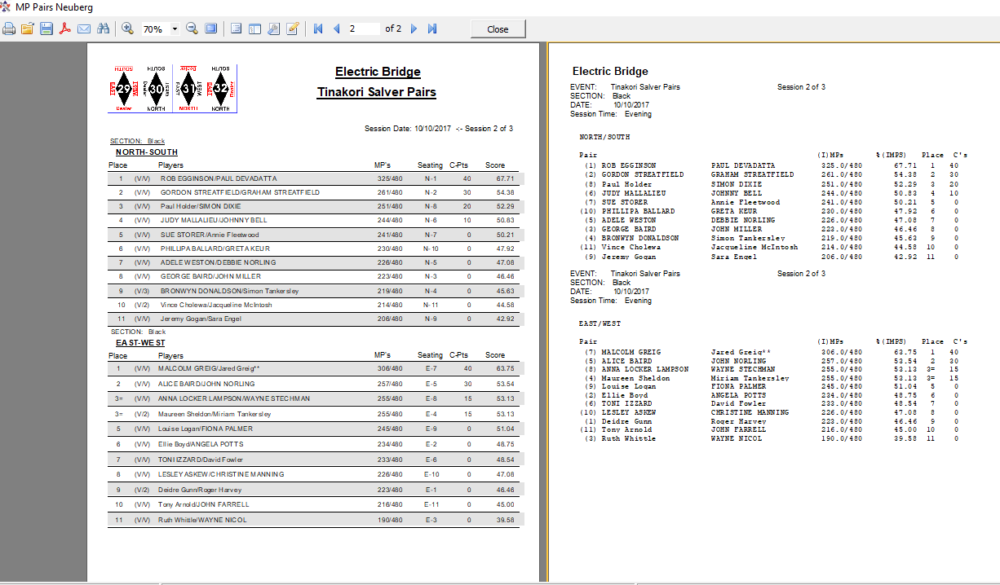 MP Pairs Neuberg
70% 2 of 2 Close
SOUTH SOUTH Dealer SOUTH
EAST 29 WEST Dealer 30 WEST EAST 31 WEST EAST 32 Dealer
Dealer NORTH NORTH NORTH
Electric Bridge
Tinakori Salver Pairs
Session Date: 10/10/2017 -:- Session 2 of 3
SECTION: Black
NORTH-SOUTH
Place Players MP's Seating C-Pts Score
1 (V/V) ROB EGGINSON/PAUL DEVADATTA 325/480 N-1 40 67.71
2 (V/V) GORDON STREATFIELD/GRAHAM STREATFIELD 261/480 N-2 30 54.38
3 (V/V) Paul Holder/SIMON DIXIE 251/480 N-8 20 52.29
4 (V/V) JUDY MALLALIEU/JOHNNY BELL 244/480 N-6 10 50.83
5 (V/V) SUE STORER/Annie Fleetwood 241/480 N-7 0 50.21
6 (V/V) PHILLIPA BALLARD/GRETA KEUR 230/480 N-10 0 47.92
7 (V/V) ADELE WESTON/DEBBIE NORLING 226/480 N-5 0 47.08
8 (V/V) GEORGE BAIRD/JOHN MILLER 223/480 N-3 0 46.46
9 (V/3) BRONWYN DONALDSON/Simon Tankersley 219/480 N-4 0 45.63
10 (V/2) Vince Cholewa/Jacqueline McIntosh 214/480 N-11 0 44.58
11 (V/V) Jeremy Gogan/Sara Engel 206/480 N-9 0 42.92
SECTION: Black
EAST-WEST
Place Players MP's Seating C-Pts Score
1 (V/V) MALCOLM GREIG/Jared Greig** 306/480 E-7 40 63.75
2 (V/V) ALICE BAIRD/JOHN NORLING 257/480 E-5 30 53.54
3= (V/V) ANNA LOCKER LAMPSON/WAYNE STECHMAN 255/480 E-8 15 53.13
3= (V/2) Maureen Sheldon/Miriam Tankersley 255/480 E-4 15 53.13
5 (V/V) Louise Logan/FIONA PALMER 245/480 E-9 0 51.04
6 (V/V) Ellie Boyd/ANGELA POTTS 234/480 E-2 0 48.75
7 (V/V) TONI IZZARD/David Fowler 233/480 E-6 0 48.54
8 (V/V) LESLEY ASKEW/CHRISTINE MANNING 226/480 E-10 0 47.08
9 (V/2) Deidre Gunn/Roger Harvey 223/480 E-1 0 46.46
10 (V/V) Tony Arnold/JOHN FARRELL 216/480 E-11 0 45.00
11 (V/V) Ruth Whittle/WAYNE NICOL 190/480 E-3 0 39.58
Electric Bridge
EVENT: Tinakori Salver Pairs Session 2 of 3
SECTION: Black
DATE: 10/10/2017
Session Time: Evening
NORTH/SOUTH
Pair (I)MPs %(IMPS) Place C's
(1) ROB EGGINSON PAUL DEVADATTA 325.0/480 67.71 1 40
(2) GORDON STREATFIELD GRAHAM STREATFIELD 261.0/480 54.38 2 30
(8) Paul Holder SIMON DIXIE 251.0/480 52.29 3 20
(6) JUDY MALLALIEU JOHNNY BELL 244.0/480 50.83 4 10
(7) SUE STORER Annie Fleetwood 241.0/480 50.21 5 0
(10) PHILLIPA BALLARD GRETA KEUR 230.0/480 47.92 6 0
(5) ADELE WESTON DEBBIE NORLING 226.0/480 47.08 7 0
(3) GEORGE BAIRD JOHN MILLER 223.0/480 46.46 8 0
(4) BRONWYN DONALDSON Simon Tankersley 219.0/480 45.63 9 0
(11) Vince Cholewa Jacqueline McIntosh 214.0/480 44.58 10 0
(9) Jeremy Gogan Sara Engel 206.0/480 42.92 11 0
EVENT: Tinakori Salver Pairs Session 2 of 3
SECTION: Black
DATE: 10/10/2017
Session Time: Evening
EAST/WEST
Pair (I)MPs %(IMPS) Place C's
(7) MALCOLM GREIG Jared Greig** 306.0/480 63.75 1 40
(5) ALICE BAIRD JOHN NORLING 257.0/480 53.54 2 30
(8) ANNA LOCKER LAMPSON WAYNE STECHMAN 255.0/480 53.13 3= 15
(4) Maureen Sheldon Miriam Tankersley 255.0/480 53.13 3= 15
(9) Louise Logan FIONA PALMER 245.0/480 51.04 5 0
(2) Ellie Boyd ANGELA POTTS 234.0/480 48.75 6 0
(6) TONI IZZARD David Fowler 233.0/480 48.54 7 0
(10) LESLEY ASKEW CHRISTINE MANNING 226.0/480 47.08 8 0
(1) Deidre Gunn Roger Harvey 223.0/480 46.46 9 0
(11) Tony Arnold JOHN FARRELL 216.0/480 45.00 10 0
(3) Ruth Whittle WAYNE NICOL 190.0/480 39.58 11 0